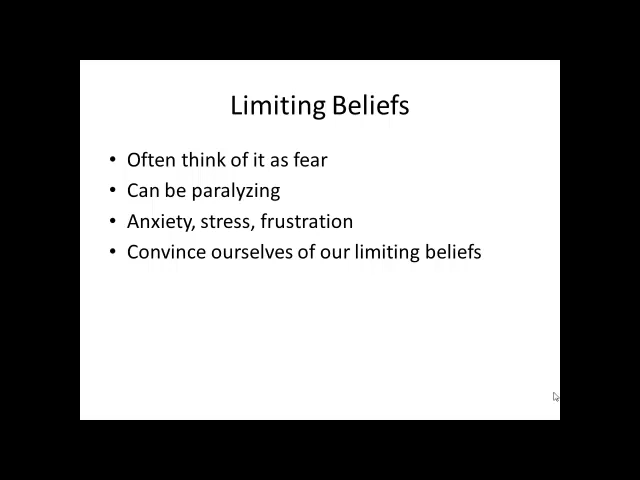 Limiting Beliefs
• Often think of it as fear
• Can be paralyzing
• Anxiety, stress, frustration
• Convince ourselves of our limiting beliefs